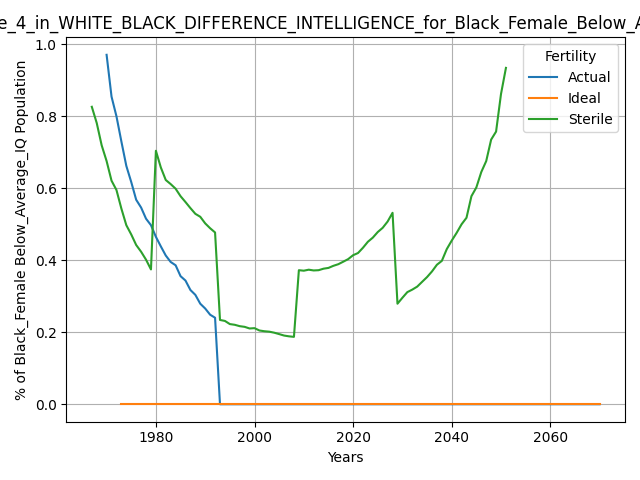 e_4_in_WHITE_BLACK_DIFFERENCE_INTELLIGENCE_for_Black_Female_Below_A
Fertility
Actual
Ideal
Sterile
% of Black_Female Below_Average_IQ Population
1.0
0.8
0.6
0.4
0.2
0.0
1980 2000 2020 2040 2060
Years